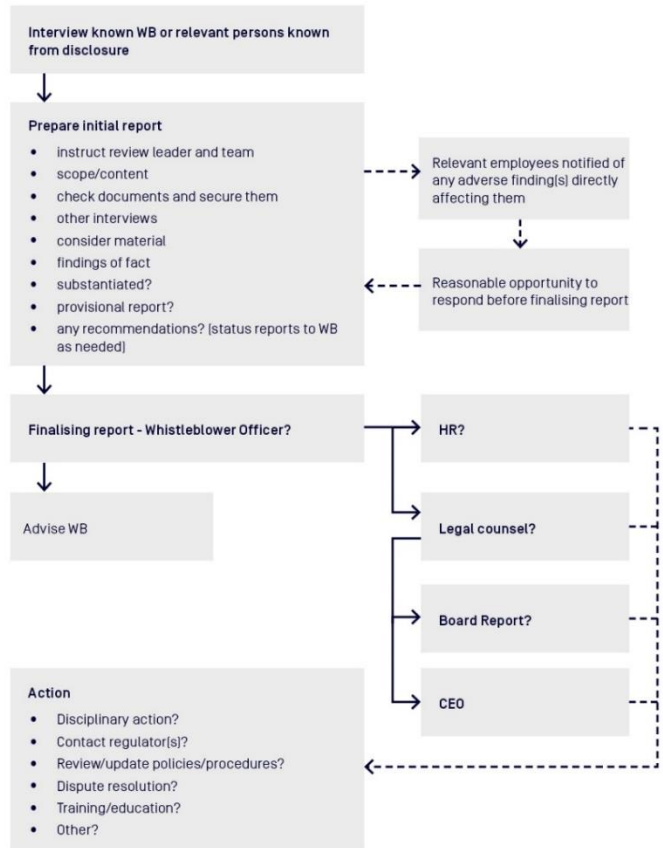 Interview known WB or relevant persons known
from disclosure
Prepare initial report
• instruct review leader and team
• scope/content
• check documents and secure them
• other interviews
• consider material
• findings of fact
• substantiated?
• provisional report?
• any recommendations? (status reports to WB
as needed)
Relevant employees notified of
any adverse finding(s) directly
affecting them
Reasonable opportunity to
respond before finalising report
Finalising report - Whistleblower Officer?
HR?
Advise WB
Legal counsel?
Board Report?
CEO
Action
• Disciplinary action?
• Contact regulator(s)?
• Review/update policies/procedures?
• Dispute resolution?
• Training/education?
• Other?